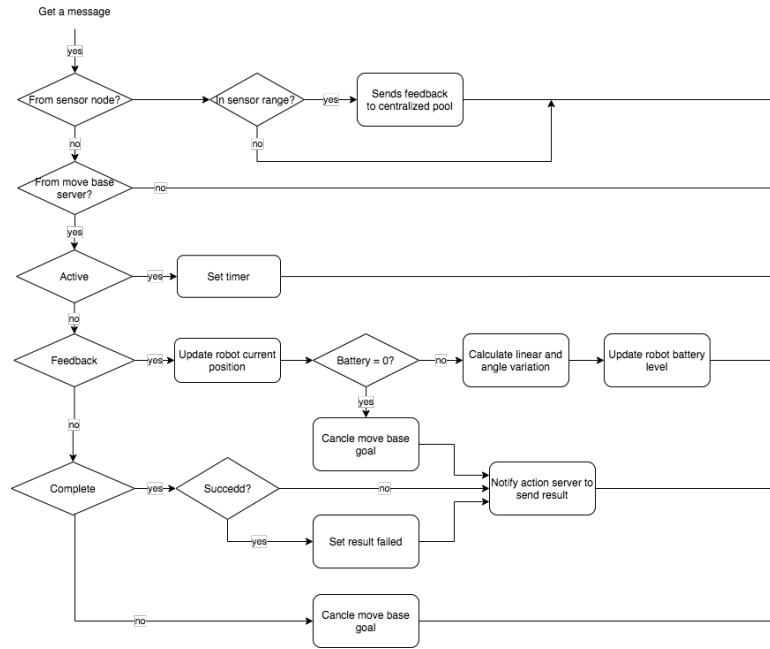 Get a message
yes
From sensor node?
In sensor range?
yes
Sends feedback
to centralized pool
no
no
From move base
server?
no
yes
Active
yes
Set timer
no
Feedback
yes
Update robot current
position
Battery = 0?
no
Calculate linear and
angle variation
Update robot battery
level
yes
no
Cancle move base
goal
Complete
yes
Succedd?
no
Notify action server to
send result
yes
Set result failed
no
Cancle move base
goal